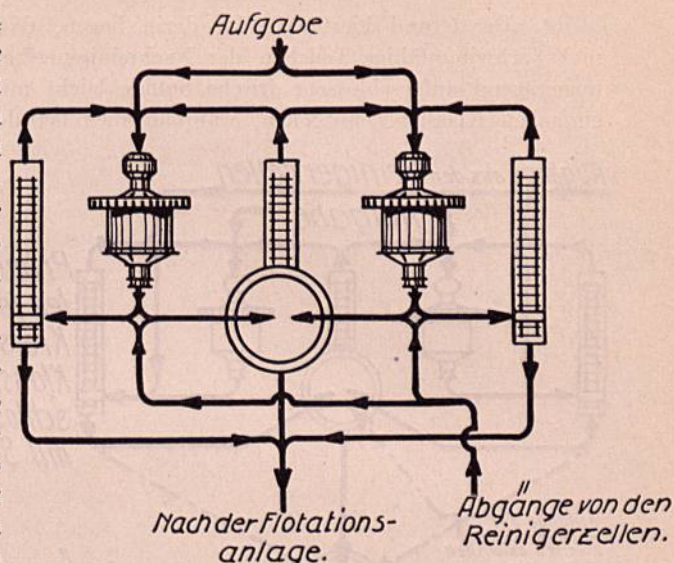 Aufgabe
Nach der Flotations-
anlage.
Abgänge von den
Reinigerzellen.